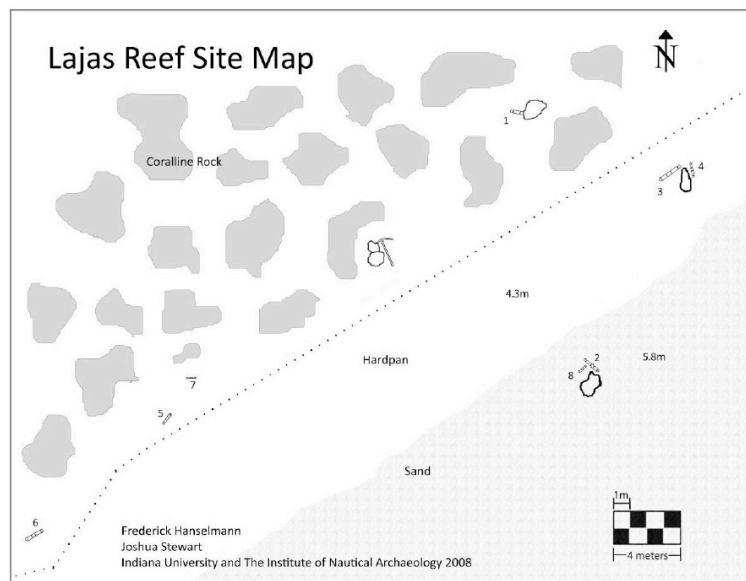 Lajas Reef Site Map
N
1
Coralline Rock
4
3
4.3m
Hardpan
2
5.8m
8
7
5
Sand
1m
6
Frederick Hanselmann
Joshua Stewart
Indiana University and The Institute of Nautical Archaeology 2008
4 meters